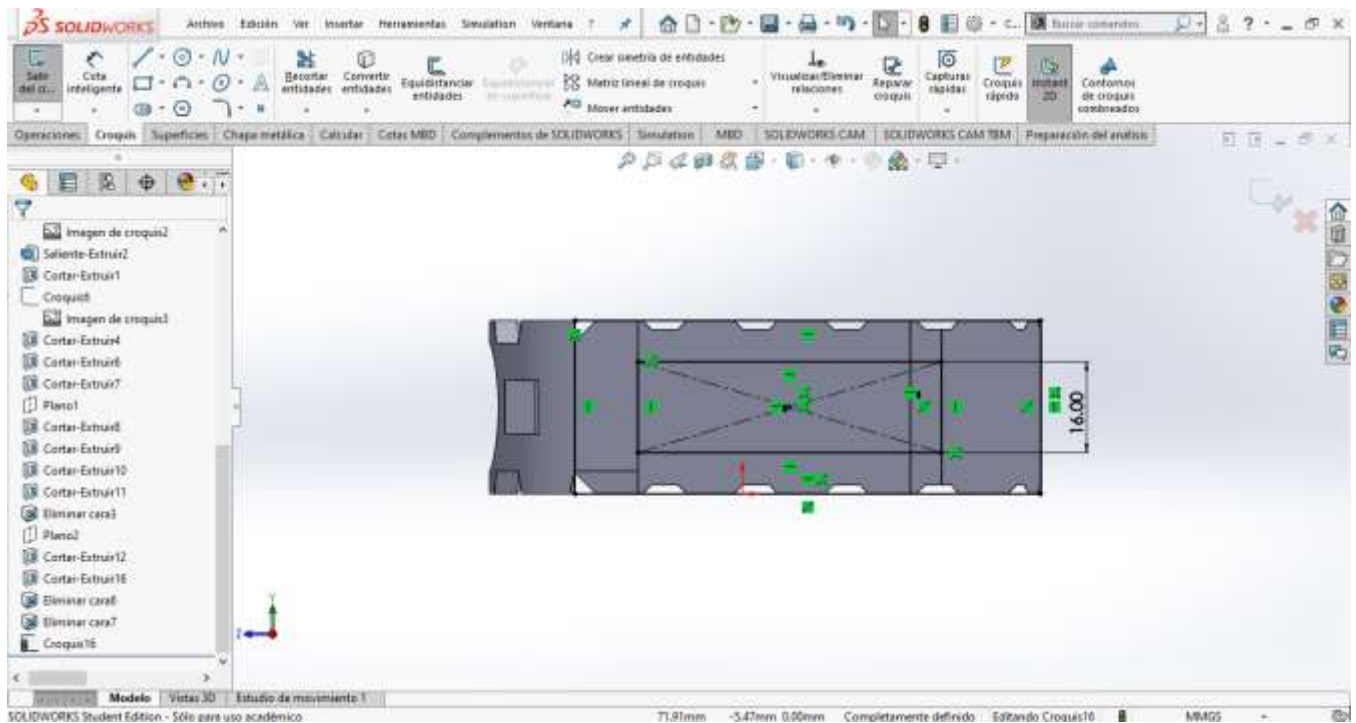 SOLIDWORKS
Archivo Edición Ver Insertar Herramientas Simulation Ventana ?
Buscar comandos
Salir del cr...
Cota inteligente
Recortar entidades
Convertir entidades
Equidistanciar entidades
Crear simetría de entidades
Matriz lineal de croquis
Mover entidades
Visualizar/Eliminar relaciones
Reparar croquis
Capturas rápidas
Croquis rápido
Instant 2D
Contornos de croquis sombreados
Operaciones Croquis Superficies Chapa metálica Calcular Cotas MBD Complementos de SOLIDWORKS Simulation MBD SOLIDWORKS CAM SOLIDWORKS CAM TBM Preparación del análisis
Imagen de croquis2
Saliente-Extruir2
Cortar-Extruir1
Croquis6
Imagen de croquis3
Cortar-Extruir4
Cortar-Extruir6
Cortar-Extruir7
Plano1
Cortar-Extruir8
Cortar-Extruir9
Cortar-Extruir10
Cortar-Extruir11
Eliminar cara3
Plano2
Cortar-Extruir12
Cortar-Extruir16
Eliminar cara6
Eliminar cara7
Croquis16
16.00
Y
Z
Modelo Vistas 3D Estudio de movimiento 1
SOLIDWORKS Student Edition - Sólo para uso académico
71.91mm -5.47mm 0.00mm Completamente definido Editando Croquis16 MMGS